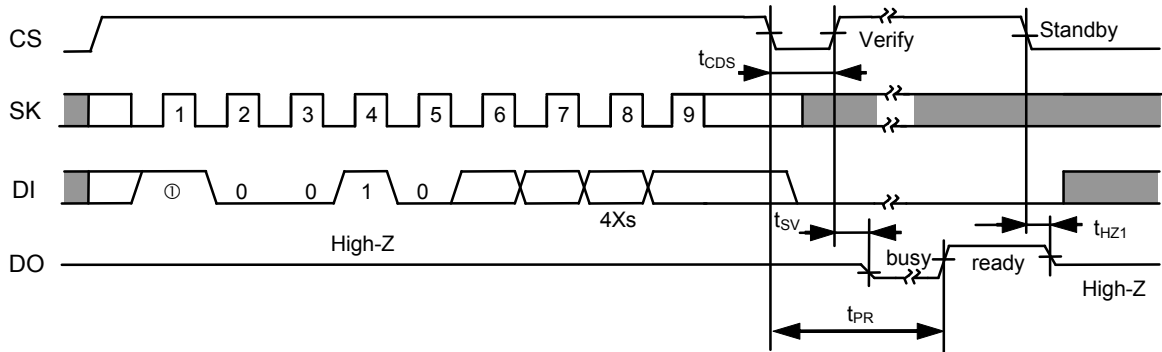 CS
Verify
Standby
tCDS
SK
1 2 3 4 5 6 7 8 9
DI
① 0 0 1 0
4Xs
tSV
tHZ1
High-Z
DO
busy
ready
High-Z
tPR